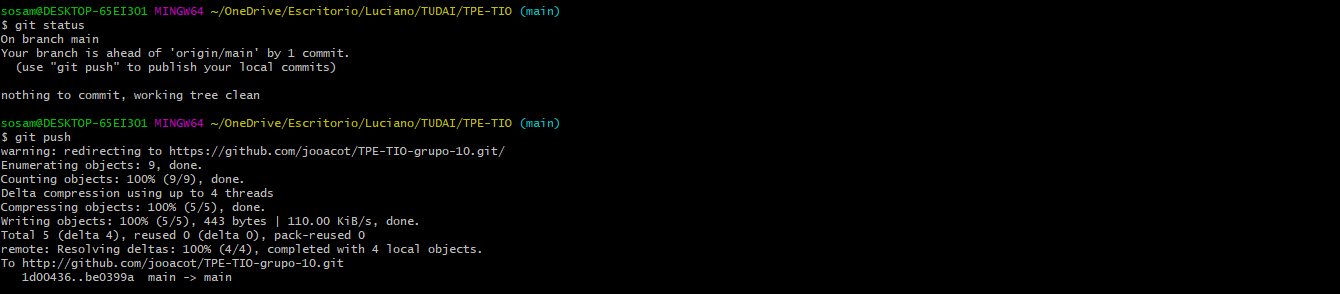 sosam@DESKTOP-65EI3O1 MINGW64 ~/OneDrive/Escritorio/Luciano/TUDAI/TPE-TIO (main)
$ git status
On branch main
Your branch is ahead of 'origin/main' by 1 commit.
  (use "git push" to publish your local commits)

nothing to commit, working tree clean

sosam@DESKTOP-65EI3O1 MINGW64 ~/OneDrive/Escritorio/Luciano/TUDAI/TPE-TIO (main)
$ git push
warning: redirecting to https://github.com/jooacot/TPE-TIO-grupo-10.git/
Enumerating objects: 9, done.
Counting objects: 100% (9/9), done.
Delta compression using up to 4 threads
Compressing objects: 100% (5/5), done.
Writing objects: 100% (5/5), 443 bytes | 110.00 KiB/s, done.
Total 5 (delta 4), reused 0 (delta 0), pack-reused 0
remote: Resolving deltas: 100% (4/4), completed with 4 local objects.
To http://github.com/jooacot/TPE-TIO-grupo-10.git
   1d00436..be0399a  main -> main